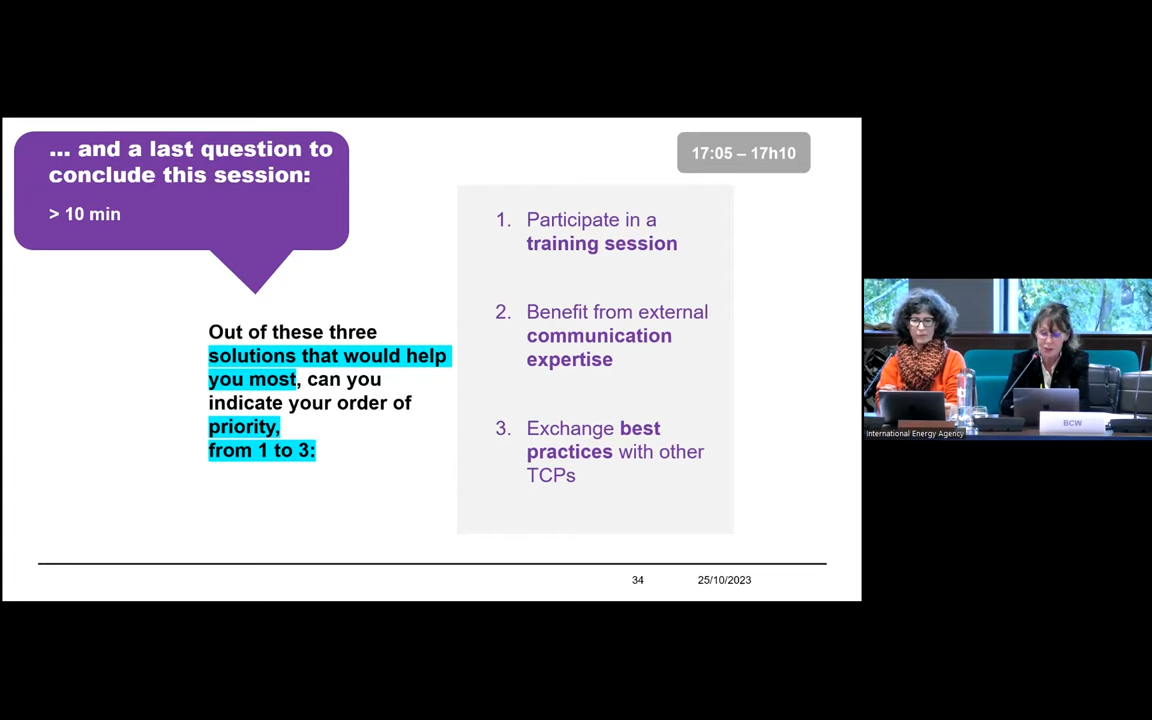 ... and a last question to
conclude this session:
> 10 min
17:05 – 17h10
Out of these three
solutions that would help
you most, can you
indicate your order of
priority,
from 1 to 3:
1. Participate in a
training session
2. Benefit from external
communication
expertise
3. Exchange best
practices with other
TCPs
34
25/10/2023
BCW
International Energy Agency